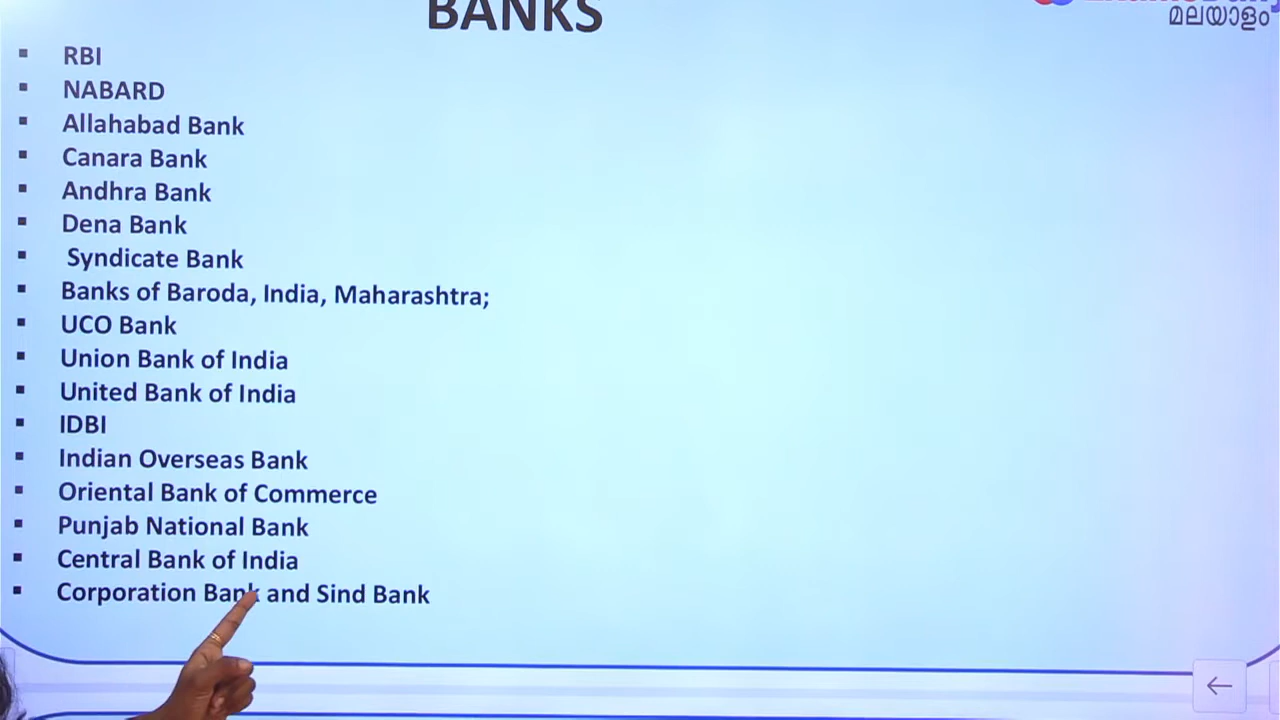 BANKS
മലയാളം
RBI
NABARD
Allahabad Bank
Canara Bank
Andhra Bank
Dena Bank
Syndicate Bank
Banks of Baroda, India, Maharashtra;
UCO Bank
Union Bank of India
United Bank of India
IDBI
Indian Overseas Bank
Oriental Bank of Commerce
Punjab National Bank
Central Bank of India
Corporation Bank and Sind Bank